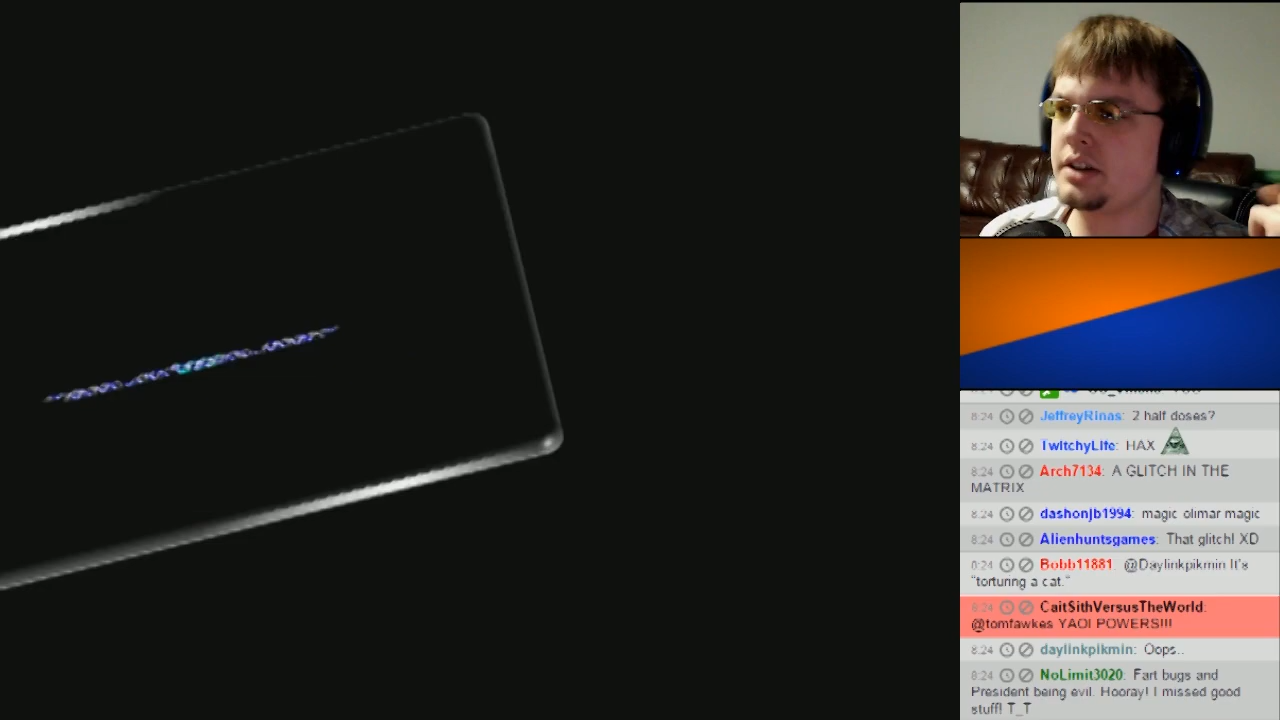 JeffreyRinas: 2 half doses?
8:24 TwitchyLife: HAX
8:24 Arch7134: A GLITCH IN THE
MATRIX
8:24 dashonjb1994: magic olimar magic
8:24 Alienhuntsgames: That glitch! XD
8:24 Bobb11881: @Daylinkpikmin It's
"torturing a cat."
8:24 CaitSithVersusTheWorld:
@tomfawkes YAOI POWERS!!!
8:24 daylinkpikmin: Oops..
8:24 NoLimit3020: Fart bugs and
President being evil. Hooray! I missed good
stuff! T_T